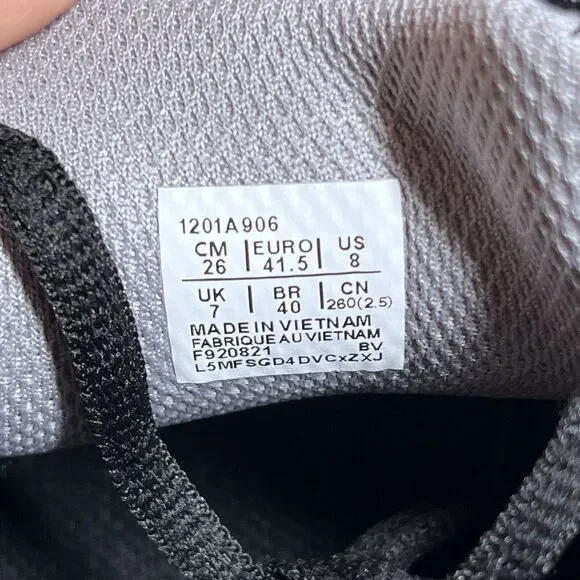 1201A906
CM | EURO | US
26 | 41.5 | 8
UK | BR | CN
7 | 40 | 260(2.5)
MADE IN VIETNAM
FABRIQUE AU VIETNAM
F920821 BV
L5MFSGD4DVCxZXJ